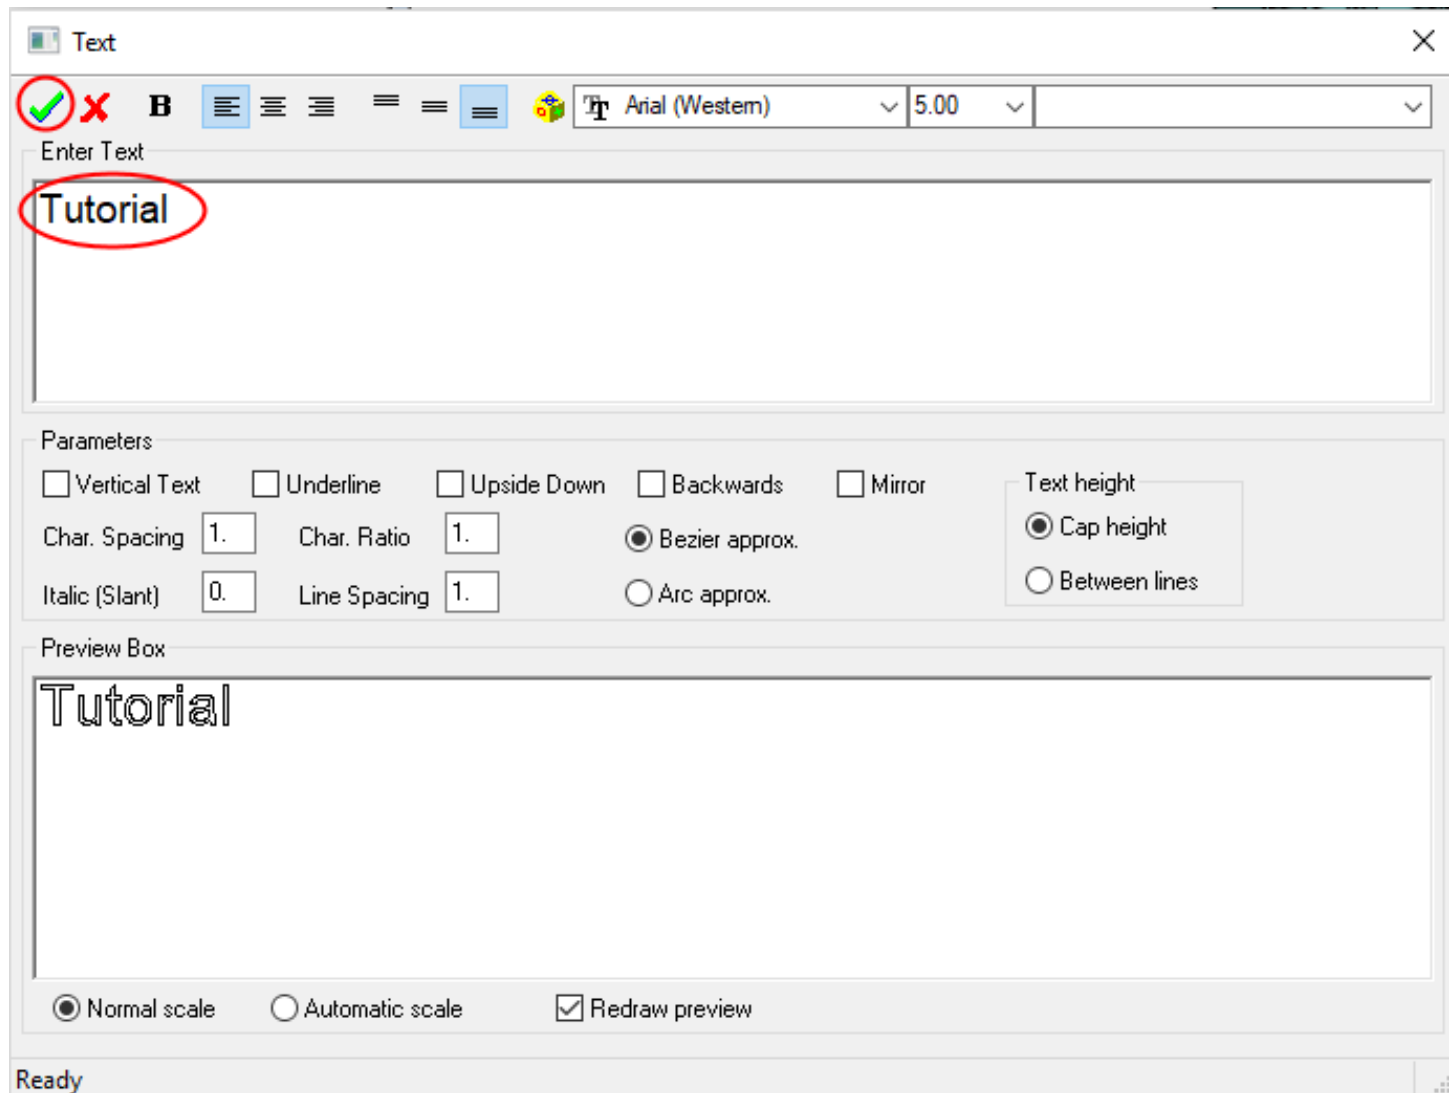 Text
B Arial (Western) 5.00
Enter Text
Tutorial
Parameters
Vertical Text Underline Upside Down Backwards Mirror Text height
Char. Spacing 1. Char. Ratio 1. Bezier approx. Cap height
Italic (Slant) 0. Line Spacing 1. Arc approx. Between lines
Preview Box
Tutorial
Normal scale Automatic scale Redraw preview
Ready